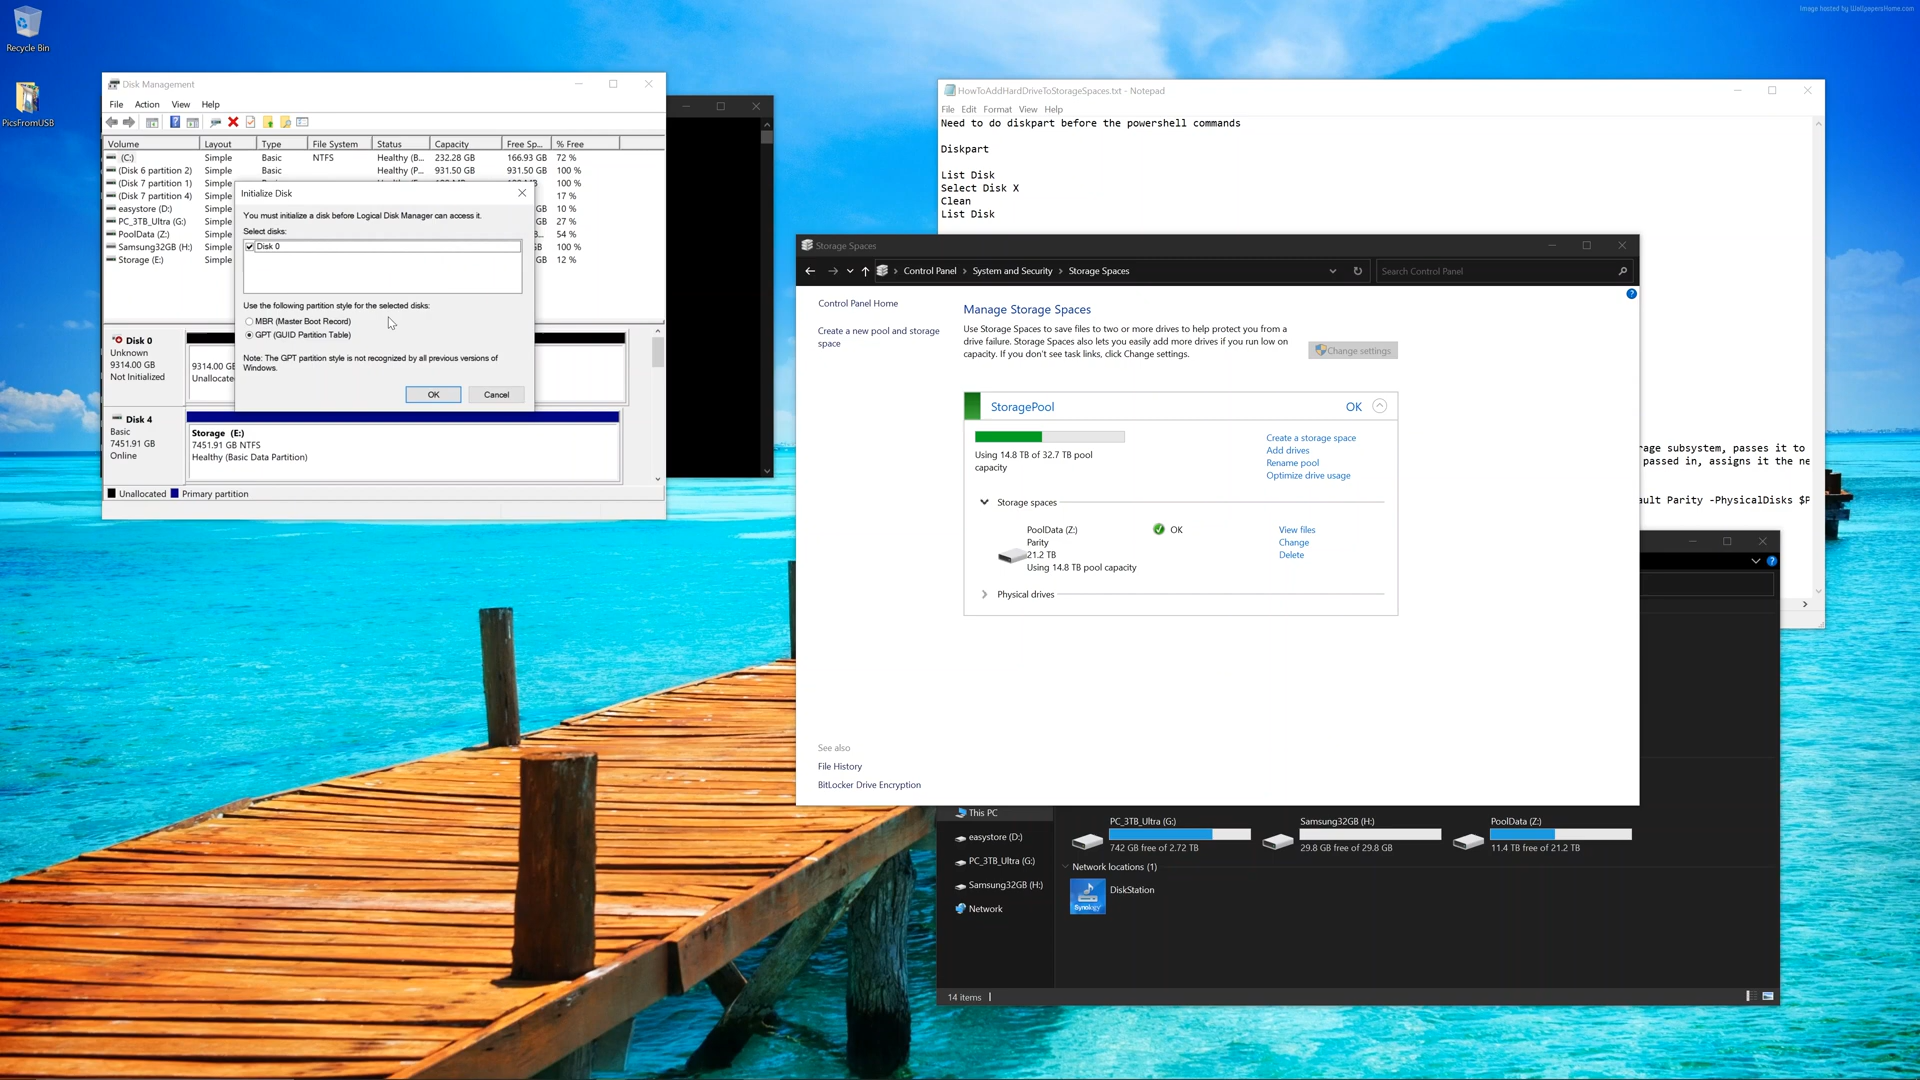 Image hosted by WallpapersHome.com
Recycle Bin
PicsFromUSB
Disk Management
File Action View Help
Volume Layout Type File System Status Capacity Free Sp... % Free
(C:) Simple Basic NTFS Healthy (B... 232.28 GB 166.93 GB 72 %
(Disk 6 partition 2) Simple Basic Healthy (P... 931.50 GB 931.50 GB 100 %
(Disk 7 partition 1) Simple 100 %
(Disk 7 partition 4) Simple 17 %
easystore (D:) Simple GB 10 %
PC_3TB_Ultra (G:) Simple GB 27 %
PoolData (Z:) Simple B... 54 %
Samsung32GB (H:) Simple GB 100 %
Storage (E:) Simple GB 12 %
Initialize Disk
You must initialize a disk before Logical Disk Manager can access it.
Select disks:
Disk 0
Use the following partition style for the selected disks:
MBR (Master Boot Record)
GPT (GUID Partition Table)
Note: The GPT partition style is not recognized by all previous versions of
Windows.
OK Cancel
Disk 0
Unknown
9314.00 GB
Not Initialized
9314.00 GB
Unallocate
Disk 4
Basic
7451.91 GB
Online
Storage (E:)
7451.91 GB NTFS
Healthy (Basic Data Partition)
Unallocated Primary partition
HowToAddHardDriveToStorageSpaces.txt - Notepad
File Edit Format View Help
Need to do diskpart before the powershell commands
Diskpart
List Disk
Select Disk X
Clean
List Disk
rage subsystem, passes it to
passed in, assigns it the ne
ault Parity -PhysicalDisks $P
Storage Spaces
Control Panel System and Security Storage Spaces
Search Control Panel
Control Panel Home
Create a new pool and storage
space
Manage Storage Spaces
Use Storage Spaces to save files to two or more drives to help protect you from a
drive failure. Storage Spaces also lets you easily add more drives if you run low on
capacity. If you don't see task links, click Change settings.
Change settings
StoragePool OK
Using 14.8 TB of 32.7 TB pool
capacity
Create a storage space
Add drives
Rename pool
Optimize drive usage
Storage spaces
PoolData (Z:)
Parity
21.2 TB
Using 14.8 TB pool capacity
OK
View files
Change
Delete
Physical drives
See also
File History
BitLocker Drive Encryption
This PC
easystore (D:)
PC_3TB_Ultra (G:)
Samsung32GB (H:)
Network
PC_3TB_Ultra (G:)
742 GB free of 2.72 TB
Samsung32GB (H:)
29.8 GB free of 29.8 GB
PoolData (Z:)
11.4 TB free of 21.2 TB
Network locations (1)
Synology
DiskStation
14 items